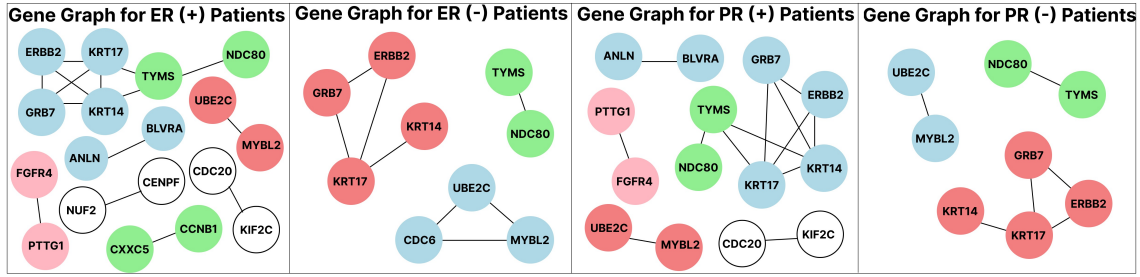 Gene Graph for ER (+) Patients
ERBB2
KRT17
NDC80
TYMS
GRB7
KRT14
UBE2C
BLVRA
MYBL2
ANLN
FGFR4
CENPF
CDC20
NUF2
CCNB1
KIF2C
PTTG1
CXXC5
Gene Graph for ER (-) Patients
ERBB2
TYMS
GRB7
KRT14
NDC80
KRT17
UBE2C
CDC6
MYBL2
Gene Graph for PR (+) Patients
ANLN
BLVRA
GRB7
ERBB2
PTTG1
TYMS
NDC80
KRT14
FGFR4
KRT17
UBE2C
MYBL2
CDC20
KIF2C
Gene Graph for PR (-) Patients
UBE2C
NDC80
TYMS
MYBL2
GRB7
KRT14
ERBB2
KRT17